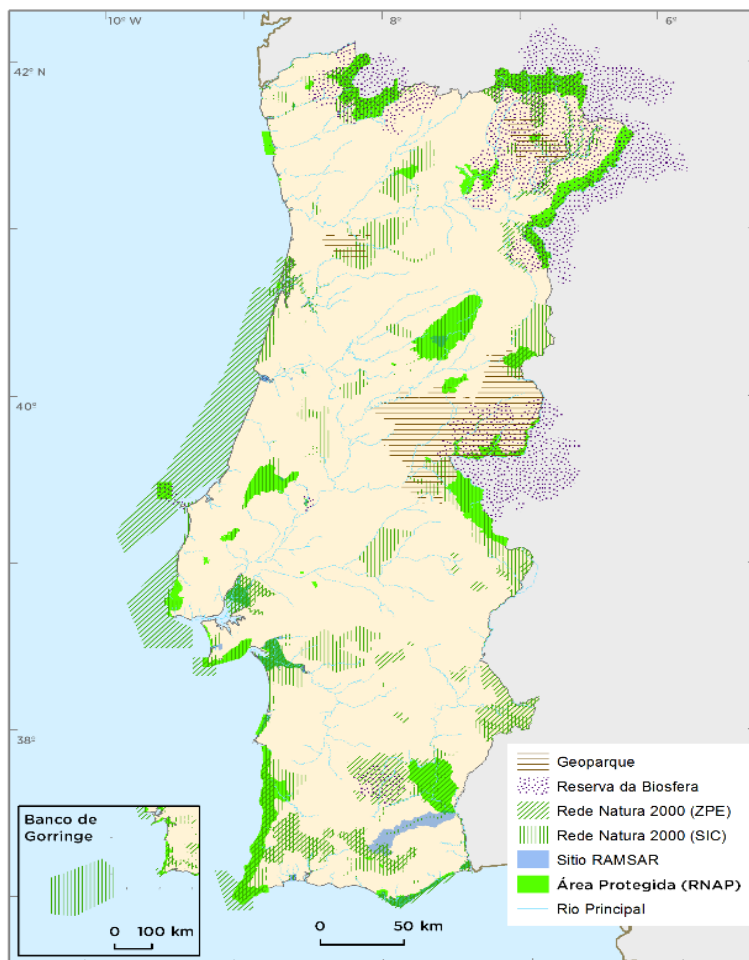 10° W
8°
6°
42° N
40°
38°
Geoparque
Reserva da Biosfera
Rede Natura 2000 (ZPE)
Rede Natura 2000 (SIC)
Sitio RAMSAR
Área Protegida (RNAP)
Rio Principal
Banco de
Gorringe
0 100 km
0 50 km